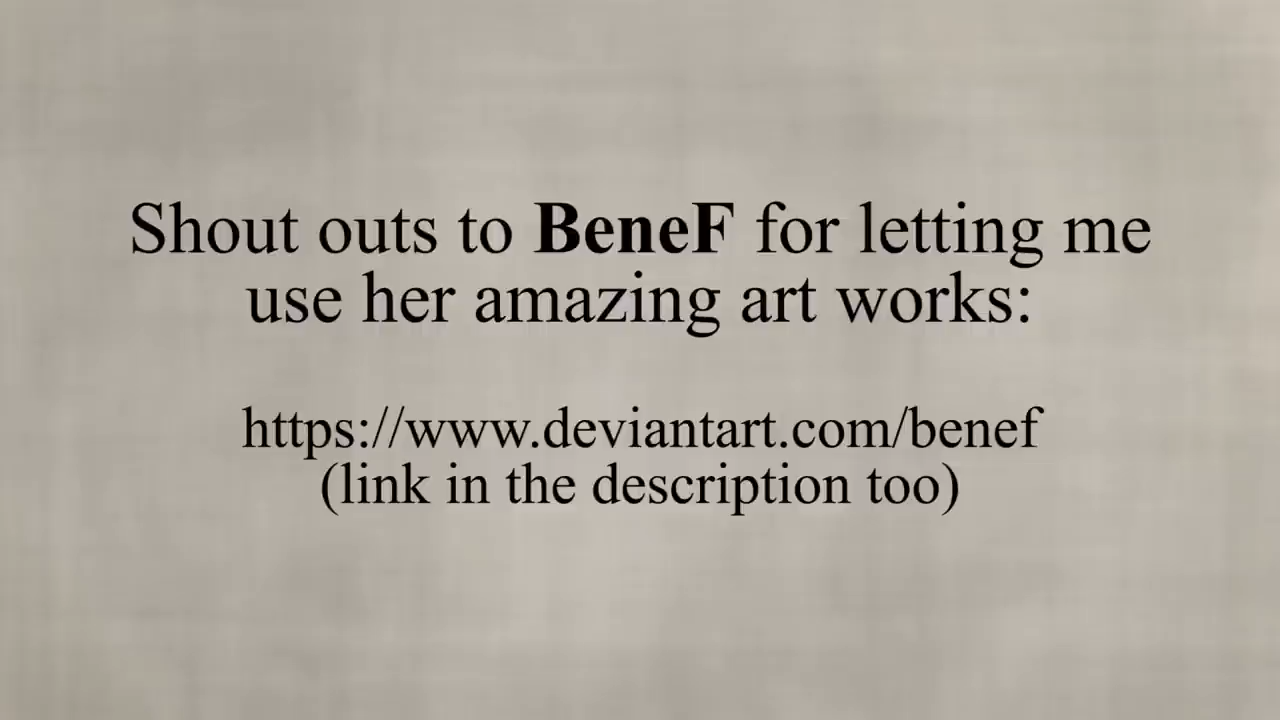 Shout outs to BeneF for letting me
use her amazing art works:
https://www.deviantart.com/benef
(link in the description too)